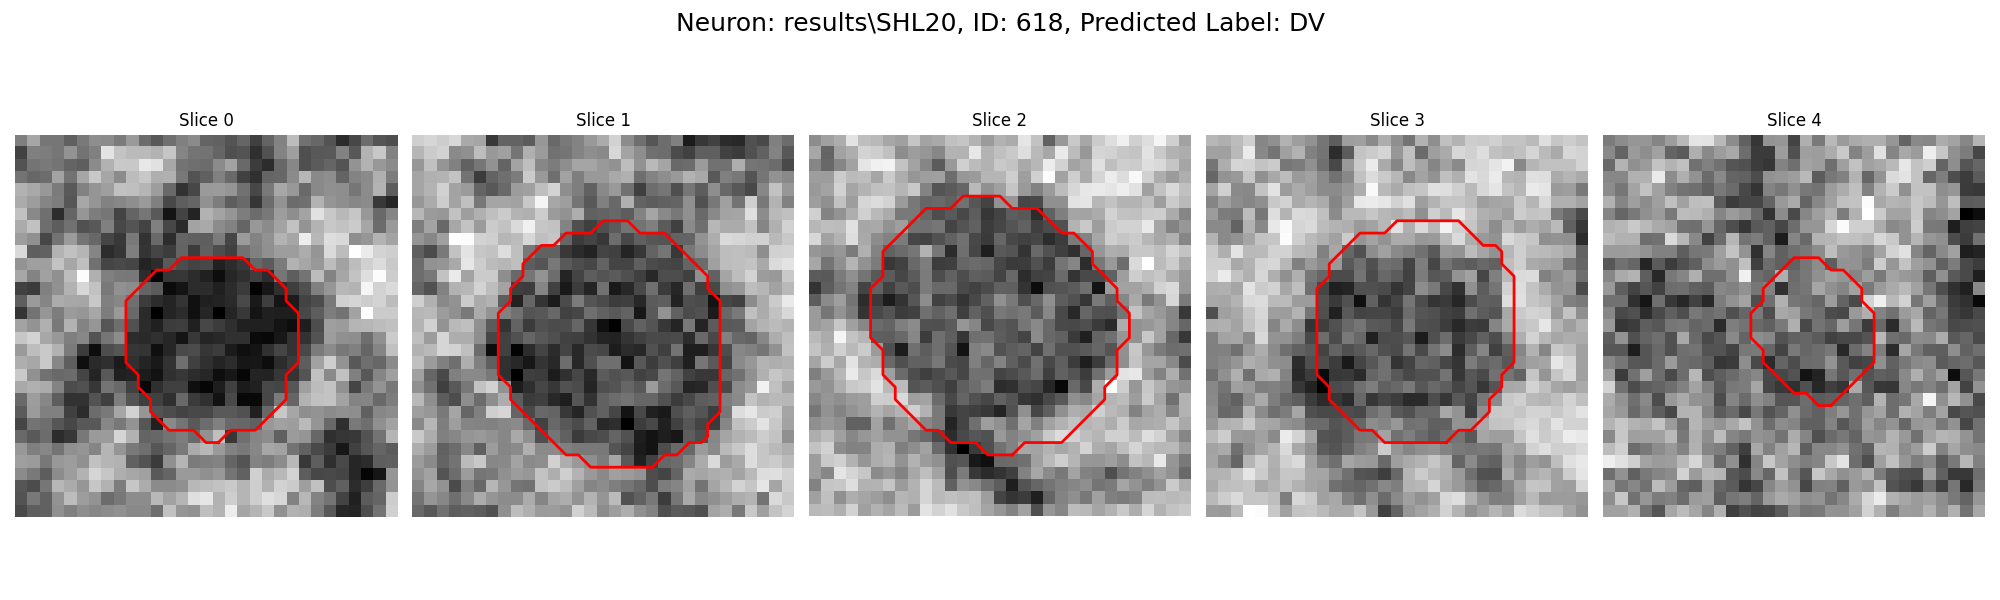 Neuron: results\SHL20, ID: 618, Predicted Label: DV
Slice 0
Slice 1
Slice 2
Slice 3
Slice 4